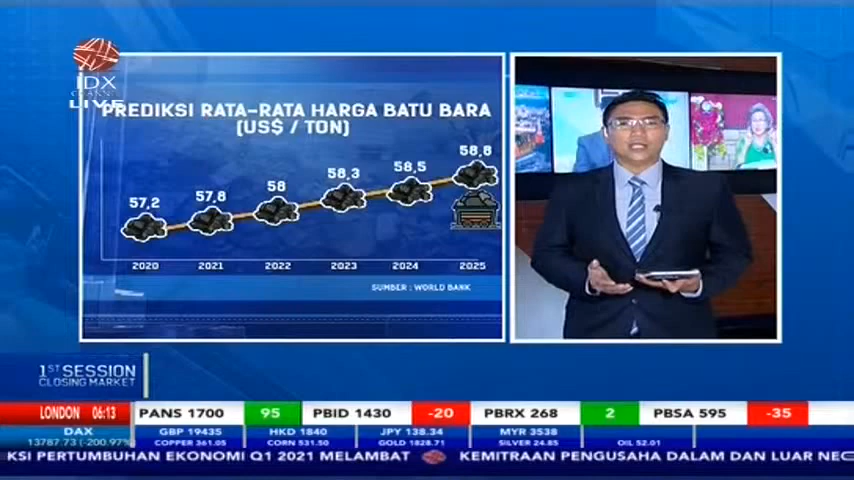 IDX
CHANNEL
LIVE
PREDIKSI RATA-RATA HARGA BATU BARA
(US$ / TON)
57,2
57,8
58
58,3
58,5
58,8
2020
2021
2022
2023
2024
2025
SUMBER : WORLD BANK
1ST SESSION
CLOSING MARKET
LONDON 06:13
PANS 1700 95
PBID 1430 -20
PBRX 268 2
PBSA 595 -35
DAX
13787.73 (-200.97%)
GBP 19435
HKD 1840
JPY 138.34
MYR 3538
COPPER 361.05
CORN 531.50
GOLD 1828.71
SILVER 24.85
OIL 52.01
KSI PERTUMBUHAN EKONOMI Q1 2021 MELAMBAT
KEMITRAAN PENGUSAHA DALAM DAN LUAR NEC